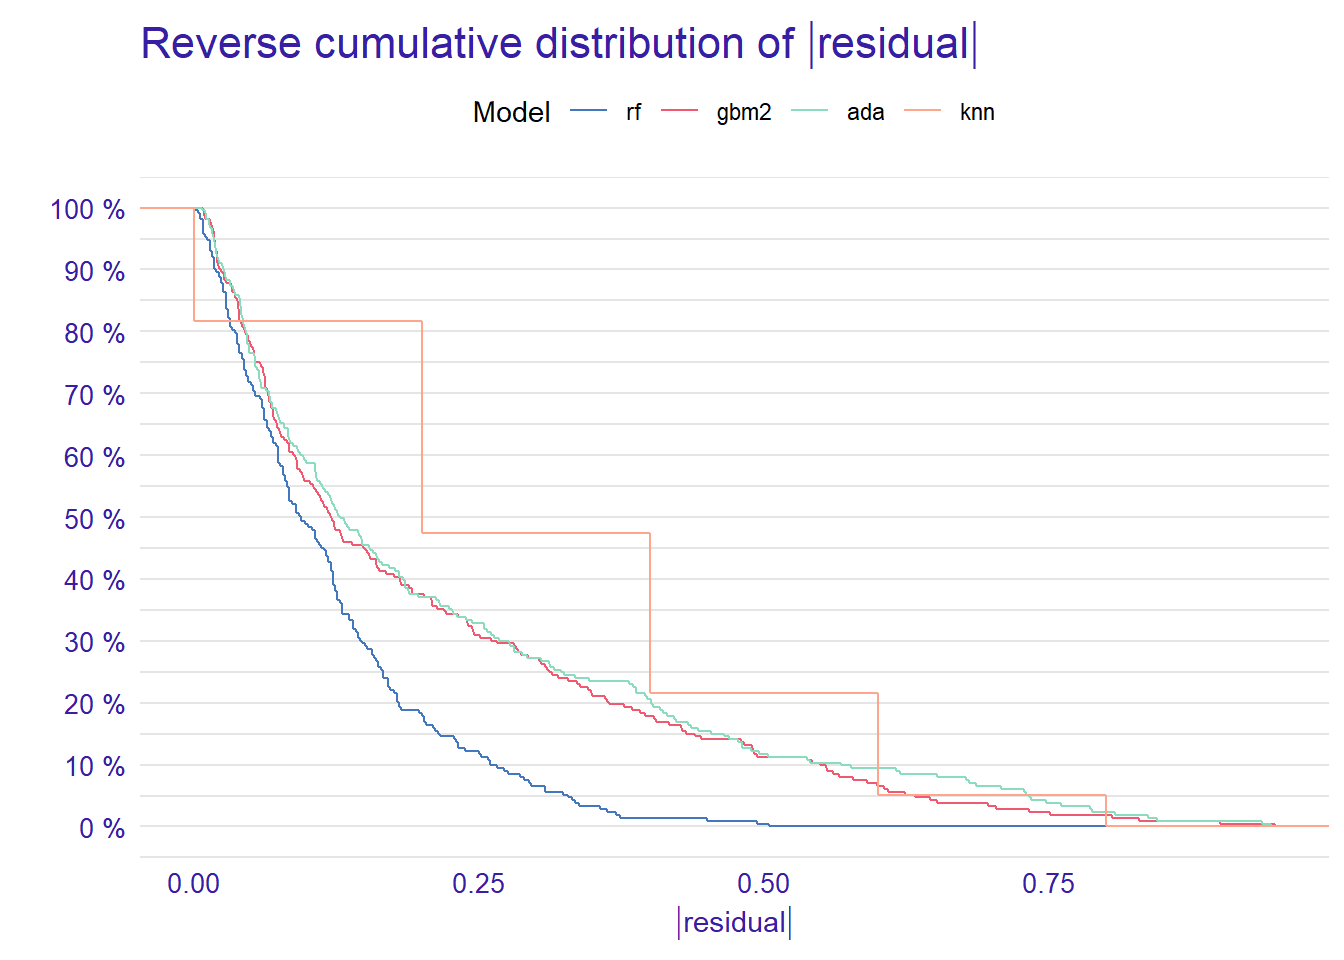 Reverse cumulative distribution of |residual|
Model rf gbm2 ada knn
100 %
90 %
80 %
70 %
60 %
50 %
40 %
30 %
20 %
10 %
0 %
0.00 0.25 0.50 0.75
|residual|